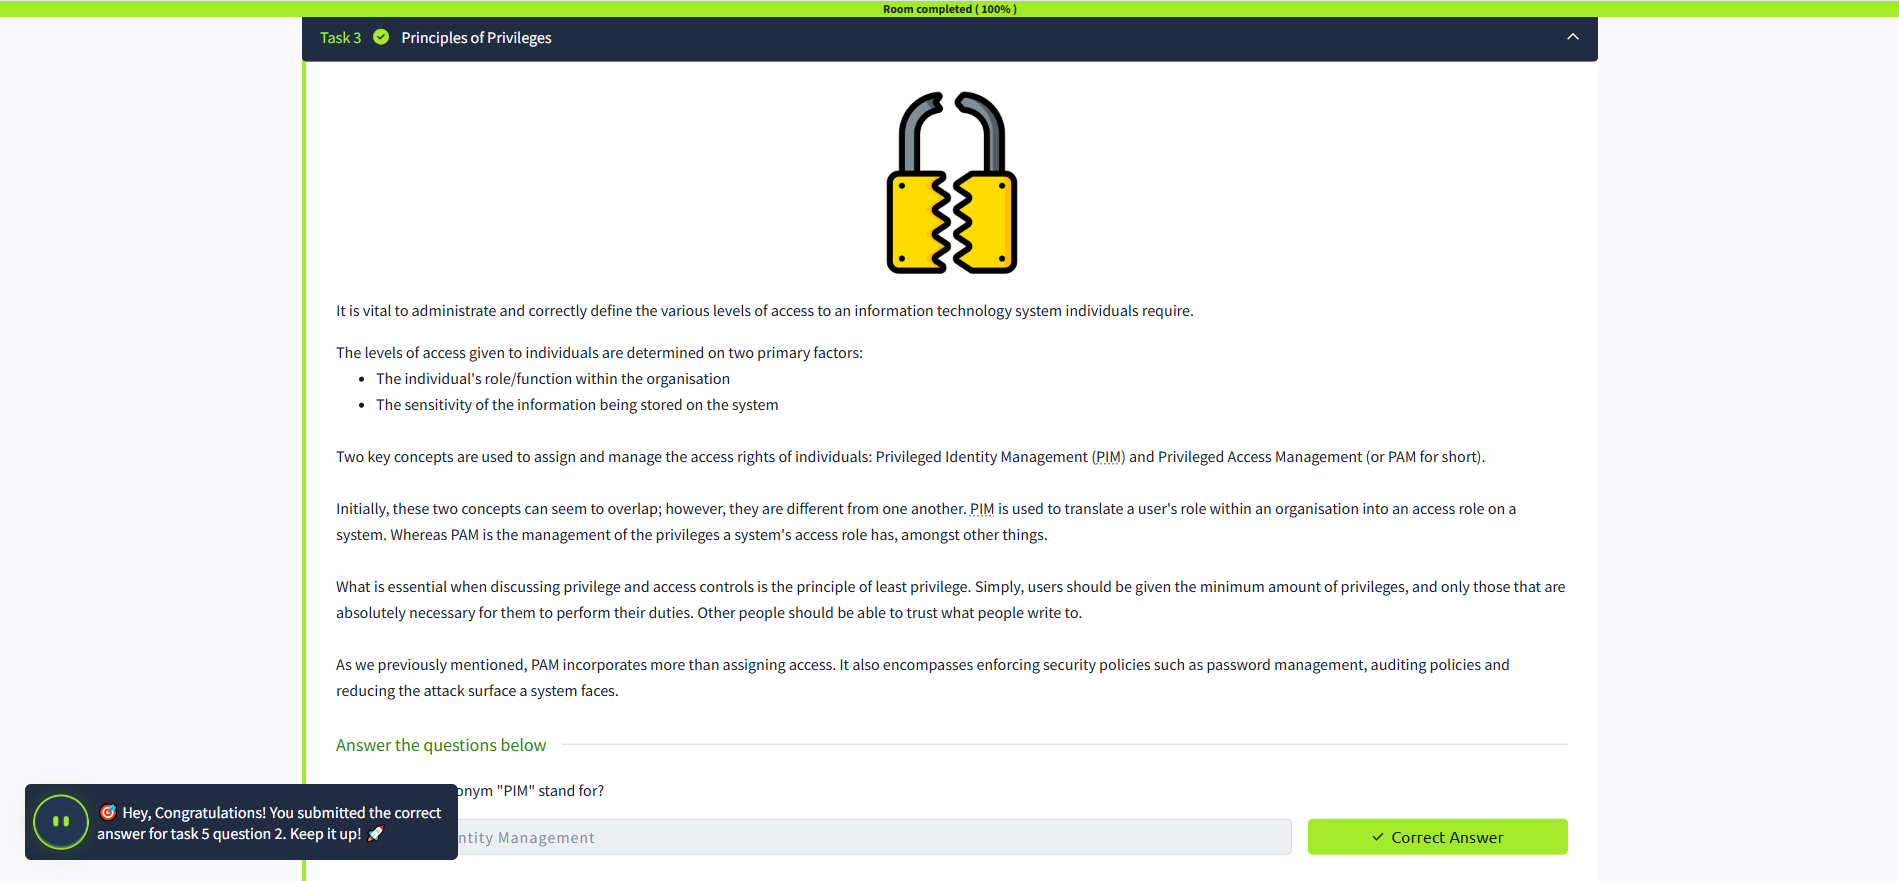 Room completed ( 100% )
Task 3 Principles of Privileges
It is vital to administrate and correctly define the various levels of access to an information technology system individuals require.
The levels of access given to individuals are determined on two primary factors:
• The individual's role/function within the organisation
• The sensitivity of the information being stored on the system
Two key concepts are used to assign and manage the access rights of individuals: Privileged Identity Management (PIM) and Privileged Access Management (or PAM for short).
Initially, these two concepts can seem to overlap; however, they are different from one another. PIM is used to translate a user's role within an organisation into an access role on a
system. Whereas PAM is the management of the privileges a system's access role has, amongst other things.
What is essential when discussing privilege and access controls is the principle of least privilege. Simply, users should be given the minimum amount of privileges, and only those that are
absolutely necessary for them to perform their duties. Other people should be able to trust what people write to.
As we previously mentioned, PAM incorporates more than assigning access. It also encompasses enforcing security policies such as password management, auditing policies and
reducing the attack surface a system faces.
Answer the questions below
onym "PIM" stand for?
ntity Management
✓ Correct Answer
🎯 Hey, Congratulations! You submitted the correct
answer for task 5 question 2. Keep it up! 🚀